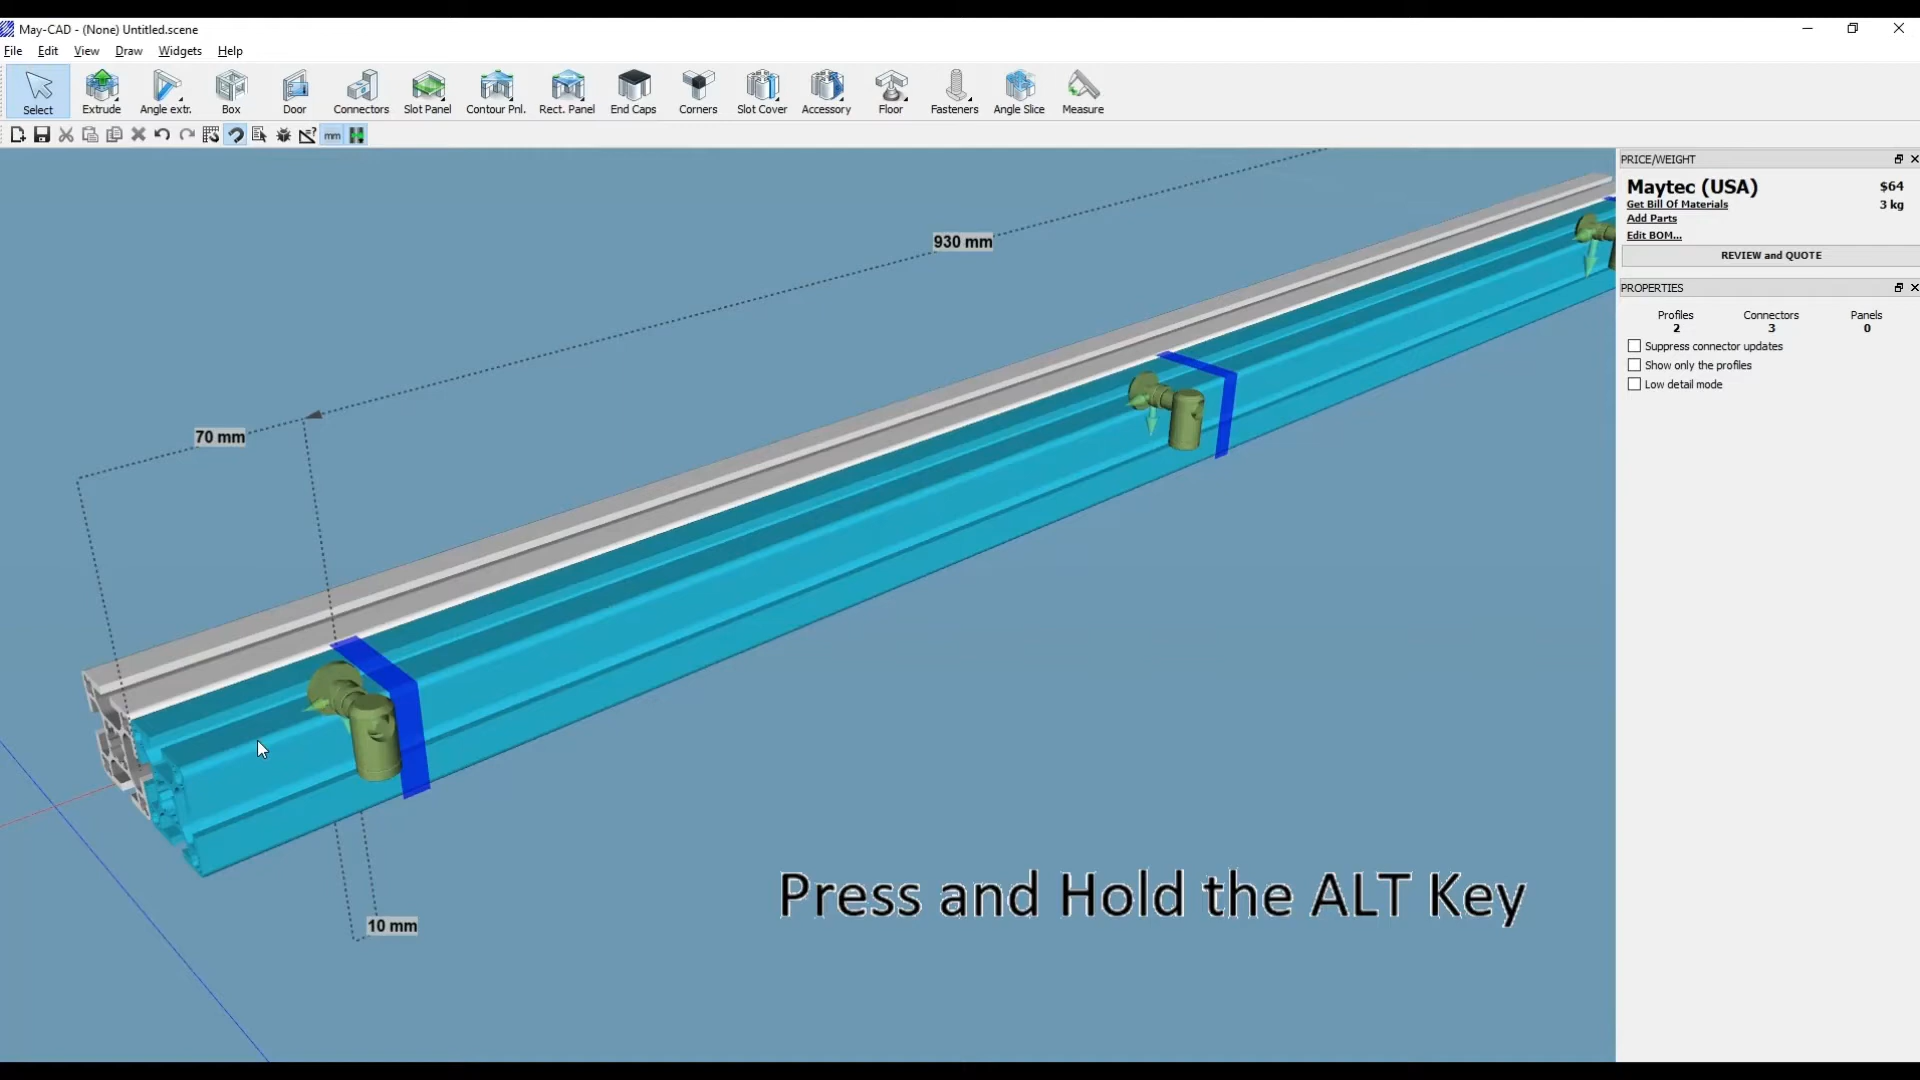 May-CAD - (None) Untitled.scene
File Edit View Draw Widgets Help
Select Extrude Angle extr. Box Door Connectors Slot Panel Contour Pnl. Rect. Panel End Caps Corners Slot Cover Accessory Floor Fasteners Angle Slice Measure
mm
PRICE/WEIGHT
Maytec (USA) $64
Get Bill Of Materials 3 kg
Add Parts
Edit BOM...
REVIEW and QUOTE
PROPERTIES
Profiles Connectors Panels
2 3 0
Suppress connector updates
Show only the profiles
Low detail mode
930 mm
70 mm
10 mm
Press and Hold the ALT Key